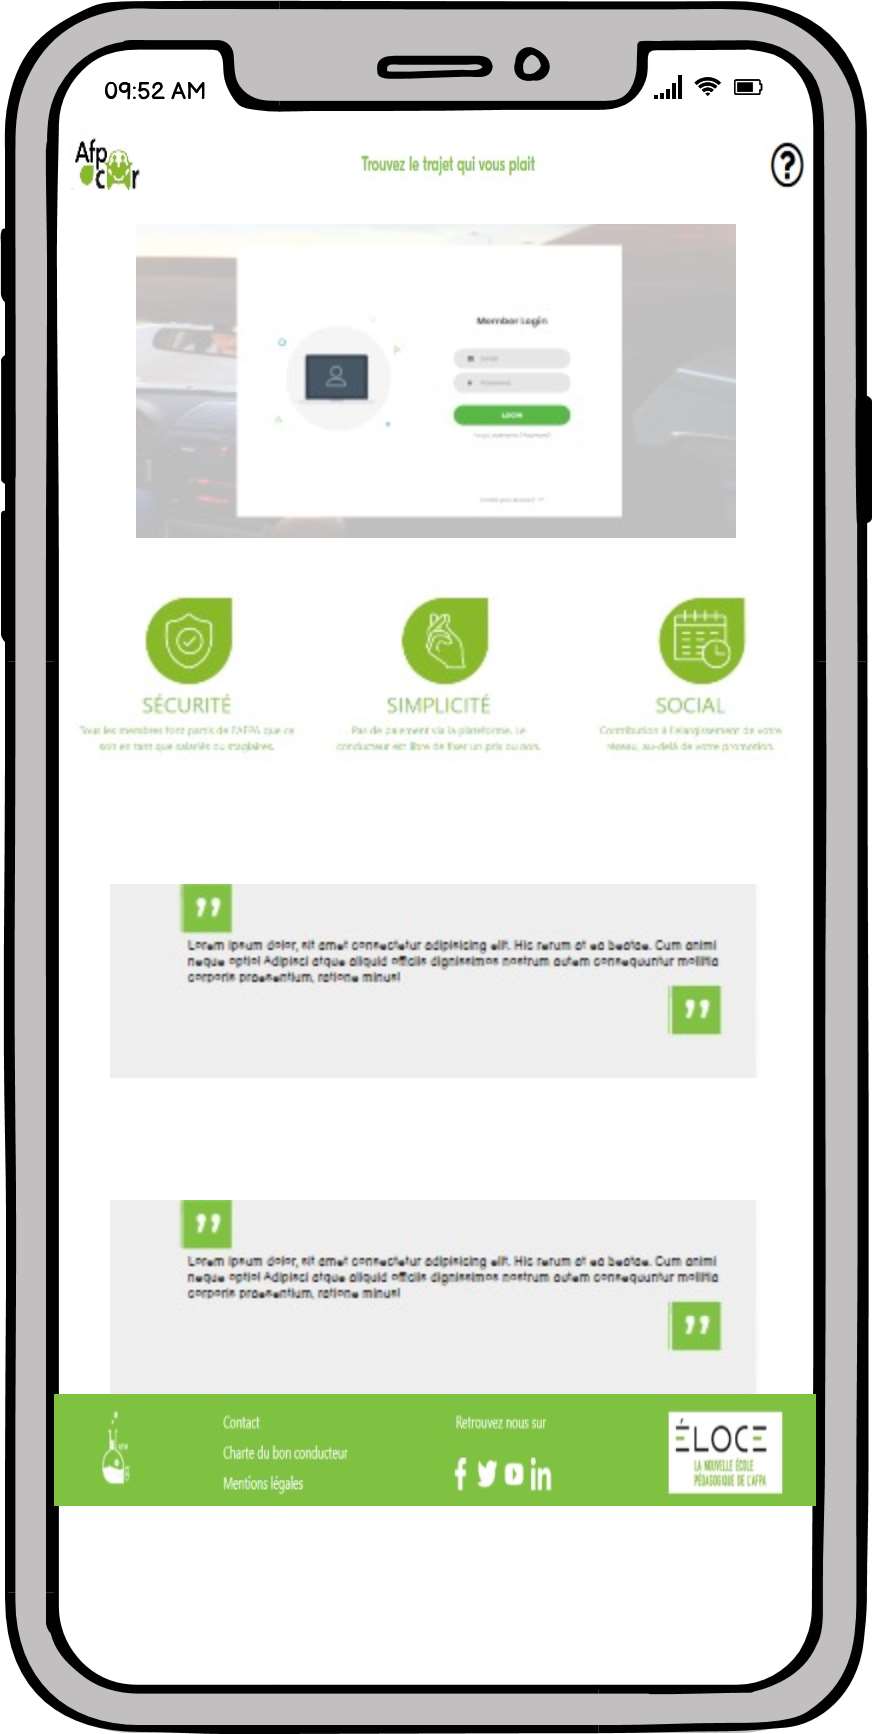 09:52 AM
Afp
car
Trouvez le trajet qui vous plait
?
Member Login
Email
Password
LOGIN
SÉCURITÉ
Tous les membres font partis de l'AFPA que ce
soit en tant que salariés ou stagiaires.
SIMPLICITÉ
Pas de paiement via la plateforme. Le
conducteur est libre de fixer un prix ou non.
SOCIAL
Contribution à l'élargissement de votre
réseau, au-delà de votre promotion.
Lorem ipsum dolor, sit amet consectetur adipisicing elit. Hic rerum at ea beatae. Cum animi
neque optio! Adipisci atque aliquid officiis dignissimos nostrum autem consequuntur mollitia
corporis praesentium, ratione minus!
Lorem ipsum dolor, sit amet consectetur adipisicing elit. Hic rerum at ea beatae. Cum animi
neque optio! Adipisci atque aliquid officiis dignissimos nostrum autem consequuntur mollitia
corporis praesentium, ratione minus!
Contact
Charte du bon conducteur
Mentions légales
Retrouvez nous sur
ÉLOCE
LA NOUVELLE ÉCOLE
PÉDAGOGIQUE DE L'AFPA